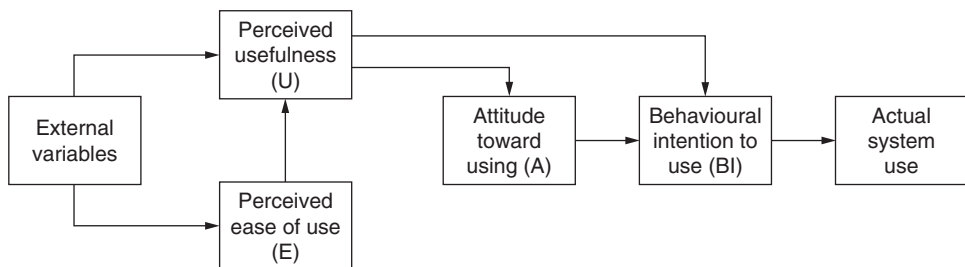 External
variables
Perceived
usefulness
(U)
Perceived
ease of use
(E)
Attitude
toward
using (A)
Behavioural
intention to
use (BI)
Actual
system
use